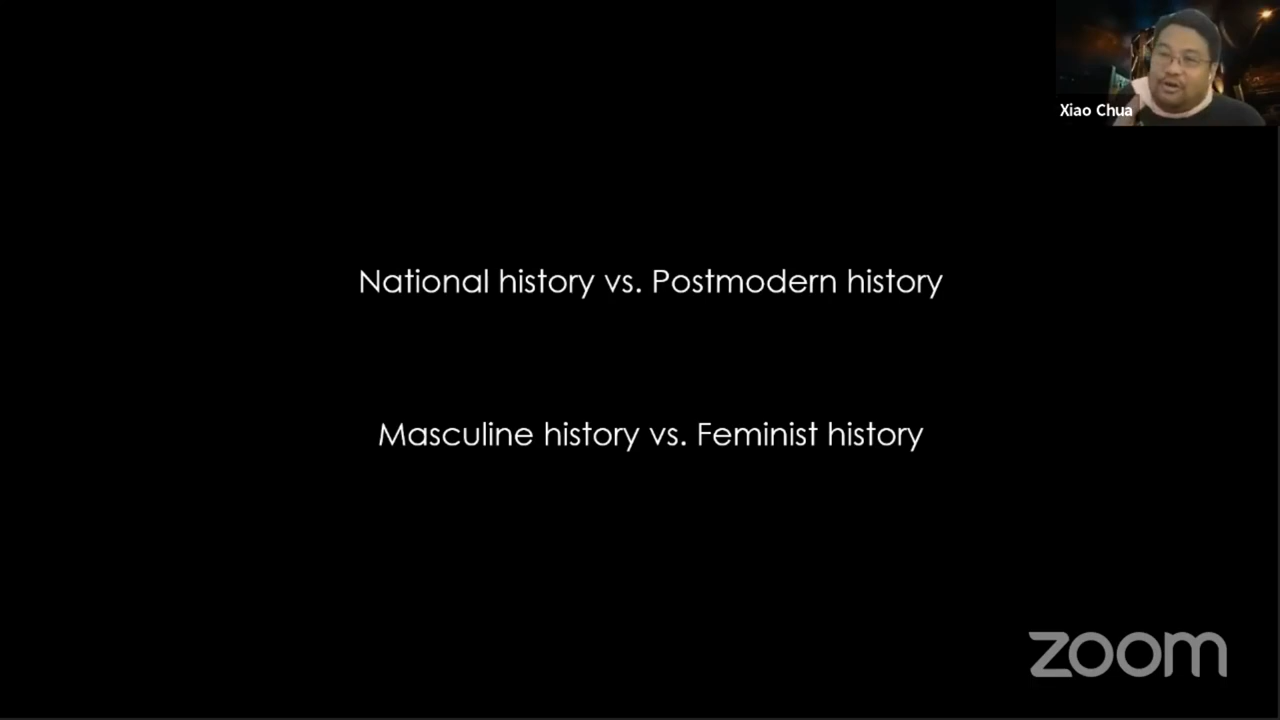 Xiao Chua
National history vs. Postmodern history
Masculine history vs. Feminist history
zoom